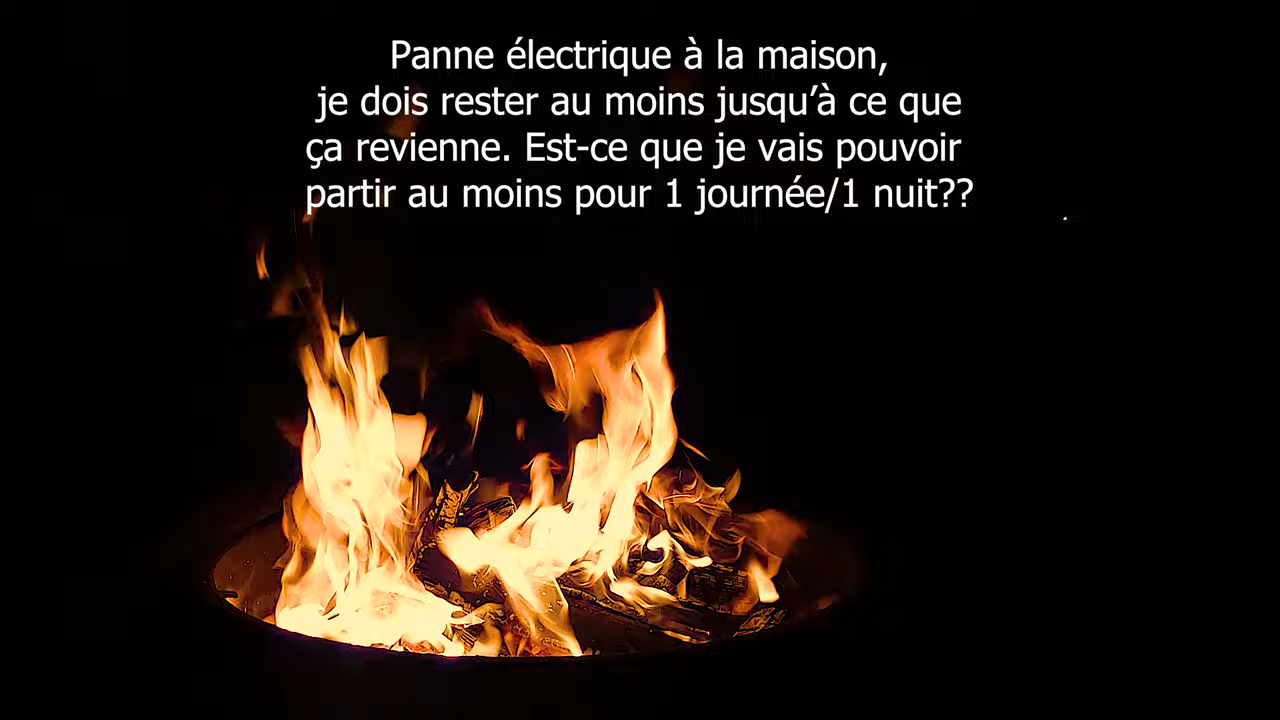 Panne électrique à la maison,
je dois rester au moins jusqu’à ce que
ça revienne. Est-ce que je vais pouvoir
partir au moins pour 1 journée/1 nuit??